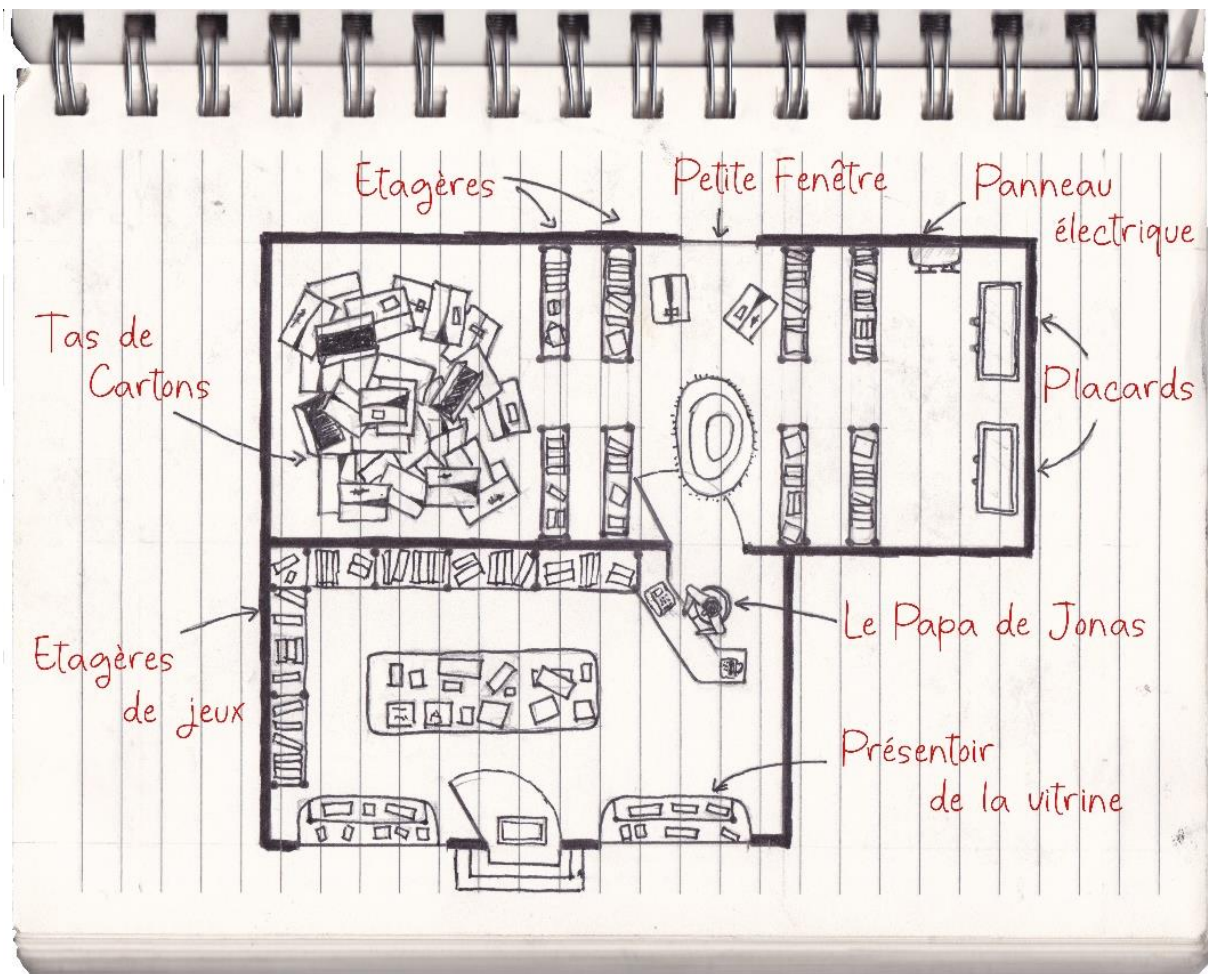 Etagères
Petite Fenêtre
Panneau
électrique
Tas de
Cartons
Placards
Etagères
de jeux
Le Papa de Jonas
Présentoir
de la vitrine